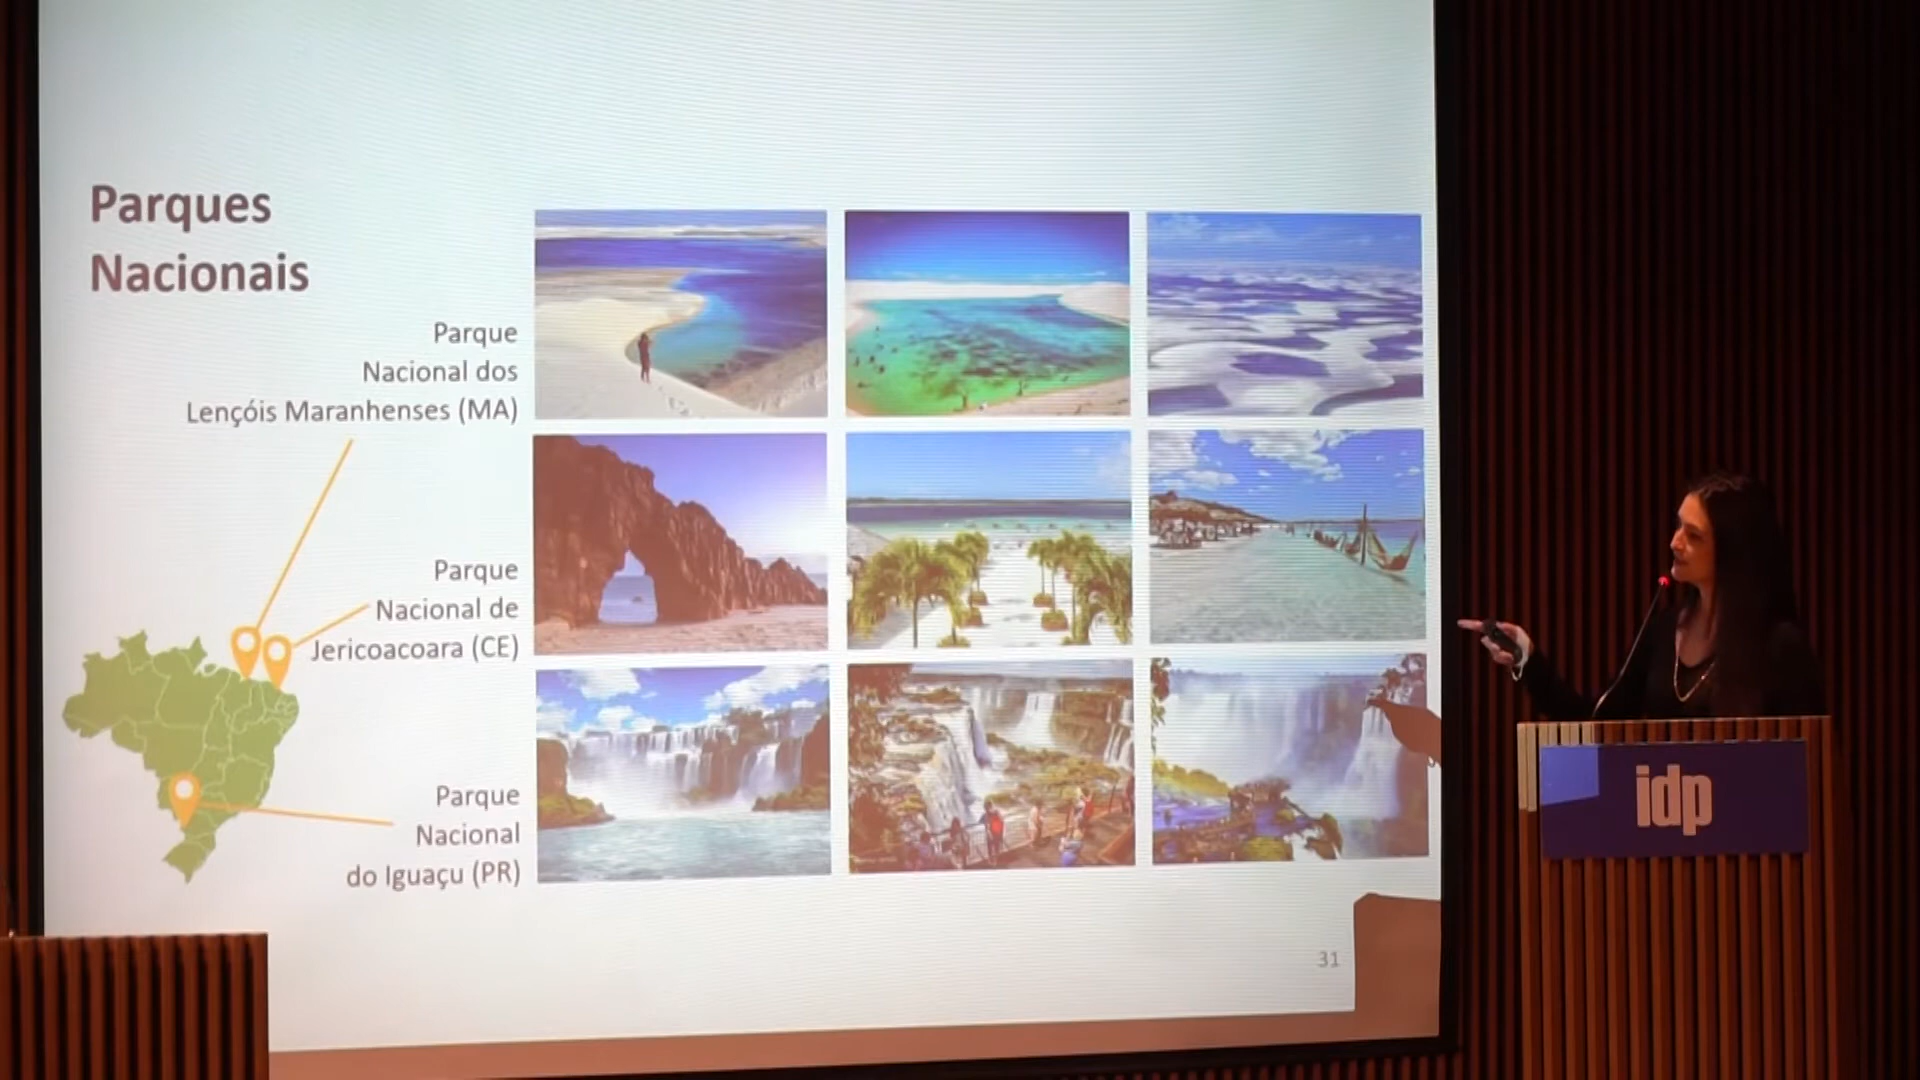 Parques
Nacionais
Parque
Nacional dos
Lençóis Maranhenses (MA)
Parque
Nacional de
Jericoacoara (CE)
Parque
Nacional
do Iguaçu (PR)
31
idp